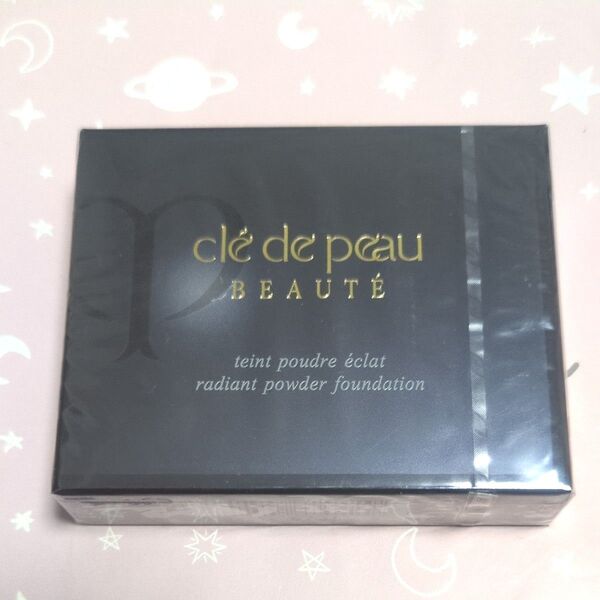 clé de peau
BEAUTÉ
teint poudre éclat
radiant powder foundation